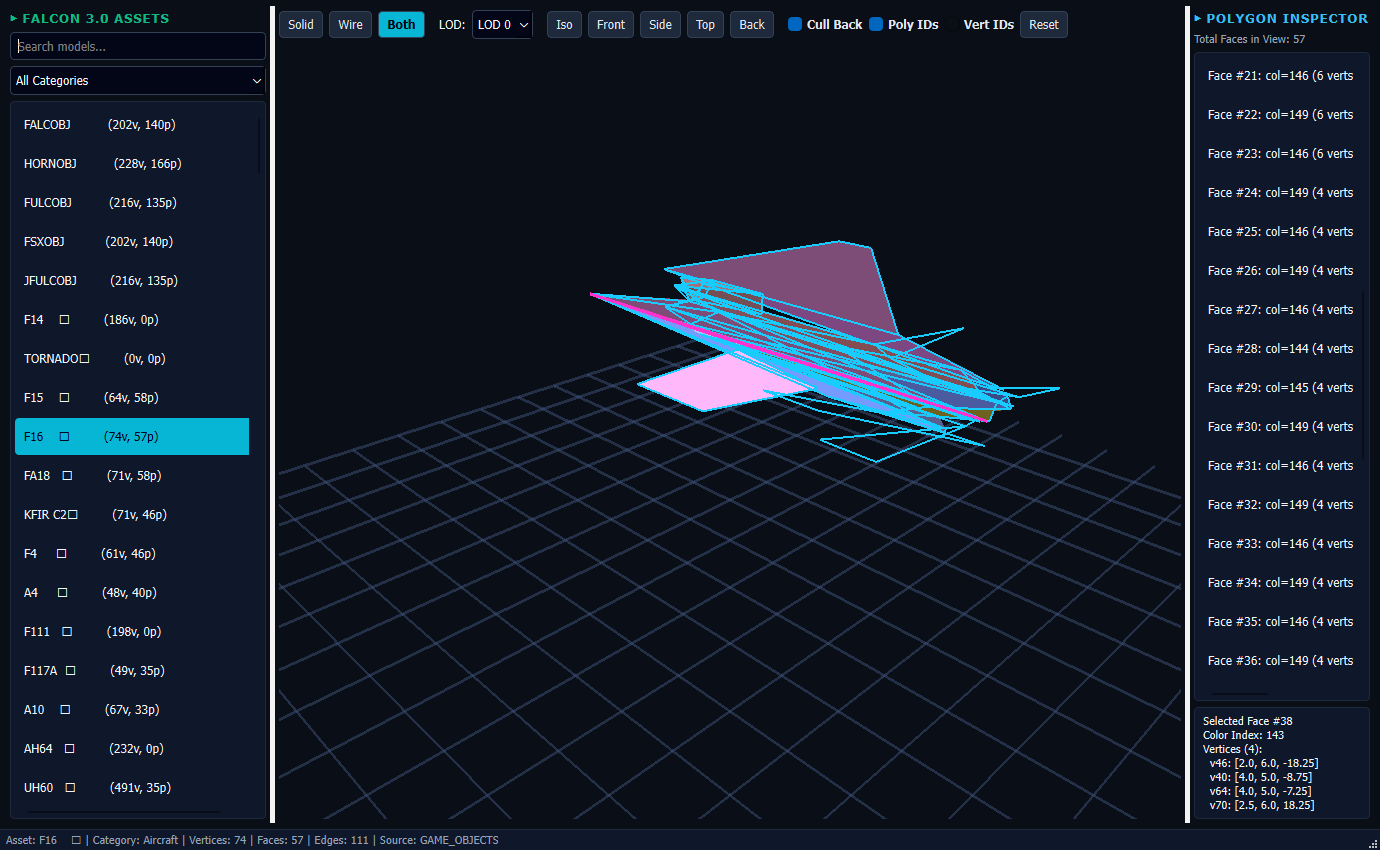 ▸ FALCON 3.0 ASSETS
Search models...
All Categories
FALCOBJ (202v, 140p)
HORNOBJ (228v, 166p)
FULCOBJ (216v, 135p)
FSXOBJ (202v, 140p)
JFULCOBJ (216v, 135p)
F14 □ (186v, 0p)
TORNADO□ (0v, 0p)
F15 □ (64v, 58p)
F16 □ (74v, 57p)
FA18 □ (71v, 58p)
KFIR C2□ (71v, 46p)
F4 □ (61v, 46p)
A4 □ (48v, 40p)
F111 □ (198v, 0p)
F117A □ (49v, 35p)
A10 □ (67v, 33p)
AH64 □ (232v, 0p)
UH60 □ (491v, 35p)
Solid Wire Both LOD: LOD 0 Iso Front Side Top Back Cull Back Poly IDs Vert IDs Reset
▸ POLYGON INSPECTOR
Total Faces in View: 57
Face #21: col=146 (6 verts
Face #22: col=149 (6 verts
Face #23: col=146 (6 verts
Face #24: col=149 (4 verts
Face #25: col=146 (4 verts
Face #26: col=149 (4 verts
Face #27: col=146 (4 verts
Face #28: col=144 (4 verts
Face #29: col=145 (4 verts
Face #30: col=149 (4 verts
Face #31: col=146 (4 verts
Face #32: col=149 (4 verts
Face #33: col=146 (4 verts
Face #34: col=149 (4 verts
Face #35: col=146 (4 verts
Face #36: col=149 (4 verts
Selected Face #38
Color Index: 143
Vertices (4):
v46: [2.0, 6.0, -18.25]
v40: [4.0, 5.0, -8.75]
v64: [4.0, 5.0, -7.25]
v70: [2.5, 6.0, 18.25]
Asset: F16 □ | Category: Aircraft | Vertices: 74 | Faces: 57 | Edges: 111 | Source: GAME_OBJECTS